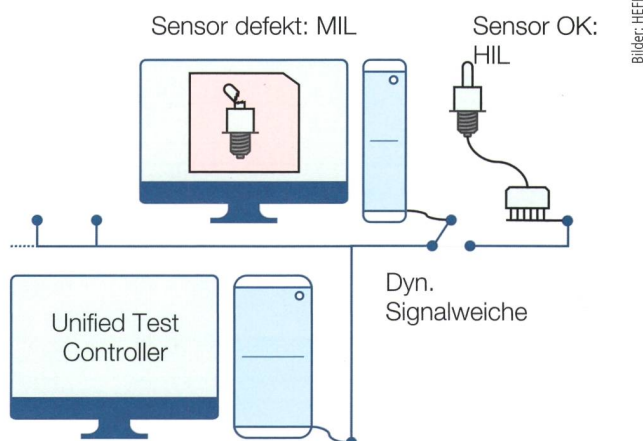 Sensor defekt: MIL
Sensor OK:
HIL
Dyn.
Signalweiche
Unified Test
Controller